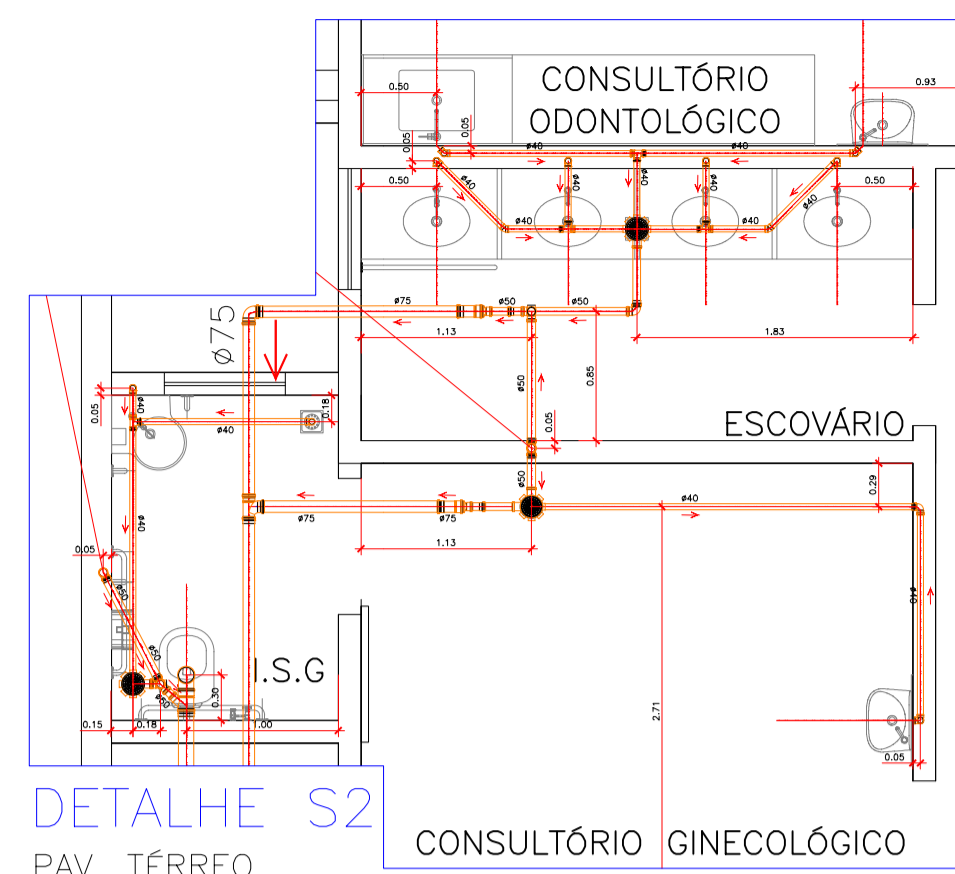 CONSULTÓRIO
ODONTOLÓGICO
0.50
0.93
0.05
0.05
ø40
ø40
0.50
0.50
ø40
ø40
ø40
ø40
ø40
ø40
ø40
ø75
ø75
ø50
ø50
1.13
1.83
ø50
0.85
0.05
0.18
ø40
ø40
0.05
ESCOVÁRIO
ø50
0.29
ø40
ø75
ø75
1.13
ø40
0.05
ø50
ø40
ø50
I.S.G
0.30
ø50
2.71
0.15
0.18
1.00
0.05
DETALHE S2
CONSULTÓRIO GINECOLÓGICO
PAV. TÉRREO